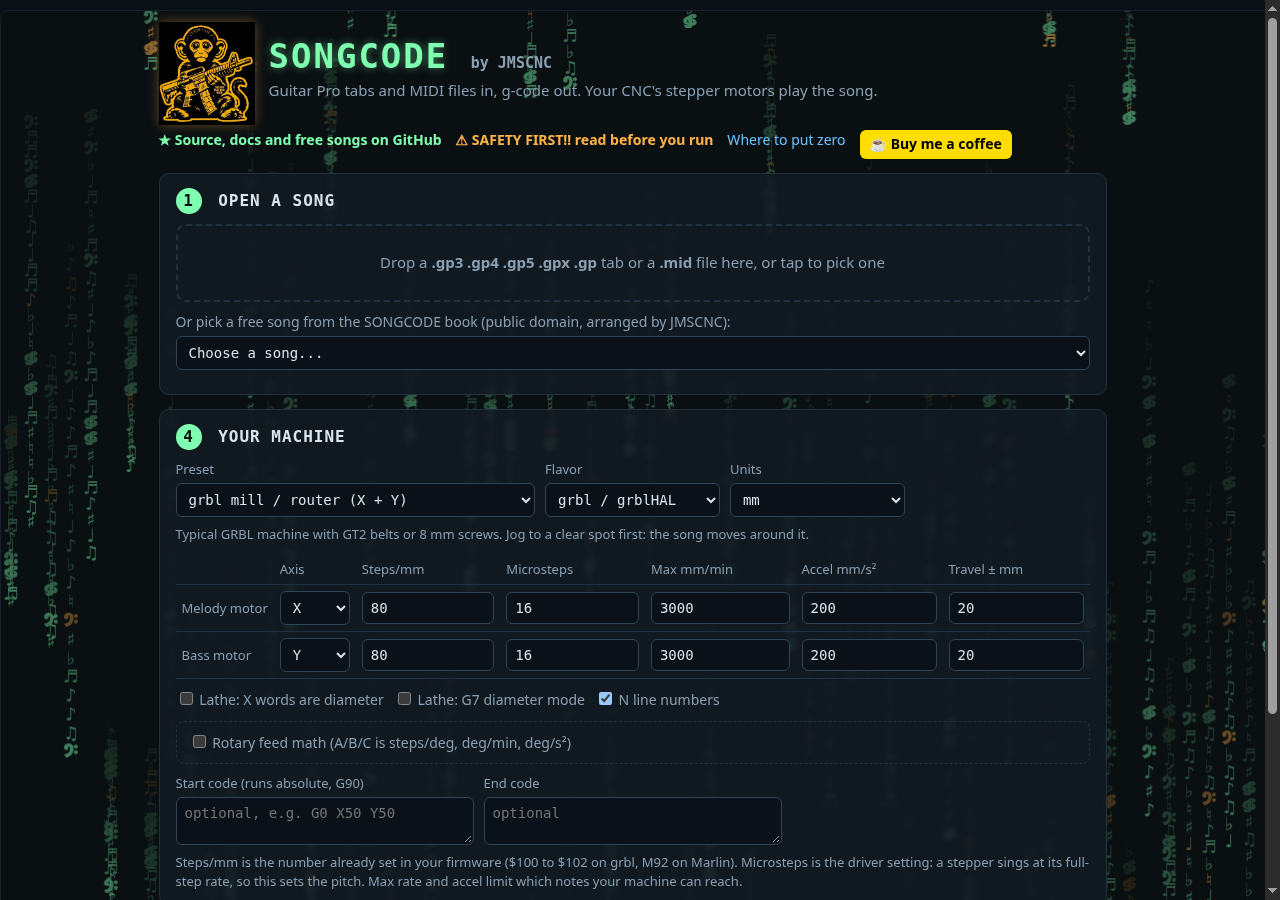 SONGCODE by JMSCNC
Guitar Pro tabs and MIDI files in, g-code out. Your CNC's stepper motors play the song.
★ Source, docs and free songs on GitHub ⚠ SAFETY FIRST!! read before you run Where to put zero ☕ Buy me a coffee
1 OPEN A SONG
Drop a .gp3 .gp4 .gp5 .gpx .gp tab or a .mid file here, or tap to pick one
Or pick a free song from the SONGCODE book (public domain, arranged by JMSCNC):
Choose a song...
4 YOUR MACHINE
Preset Flavor Units
grbl mill / router (X + Y) grbl / grblHAL mm
Typical GRBL machine with GT2 belts or 8 mm screws. Jog to a clear spot first: the song moves around it.
Axis Steps/mm Microsteps Max mm/min Accel mm/s² Travel ± mm
Melody motor X 80 16 3000 200 20
Bass motor Y 80 16 3000 200 20
Lathe: X words are diameter Lathe: G7 diameter mode N line numbers
Rotary feed math (A/B/C is steps/deg, deg/min, deg/s²)
Start code (runs absolute, G90) End code
optional, e.g. G0 X50 Y50 optional
Steps/mm is the number already set in your firmware ($100 to $102 on grbl, M92 on Marlin). Microsteps is the driver setting: a stepper sings at its full-
step rate, so this sets the pitch. Max rate and accel limit which notes your machine can reach.